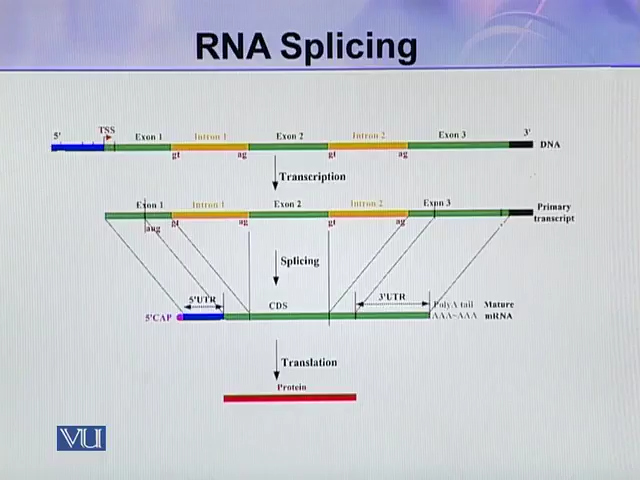 RNA Splicing
5' TSS Exon 1 Intron 1 Exon 2 Intron 2 Exon 3 3'
DNA
gt ag gt ag
Transcription
Exon 1 Intron 1 Exon 2 Intron 2 Exon 3 Primary
transcript
aug gt ag gt ag
Splicing
5'UTR CDS 3'UTR PolyA tail Mature
5'CAP AAA~AAA mRNA
Translation
Protein
VU